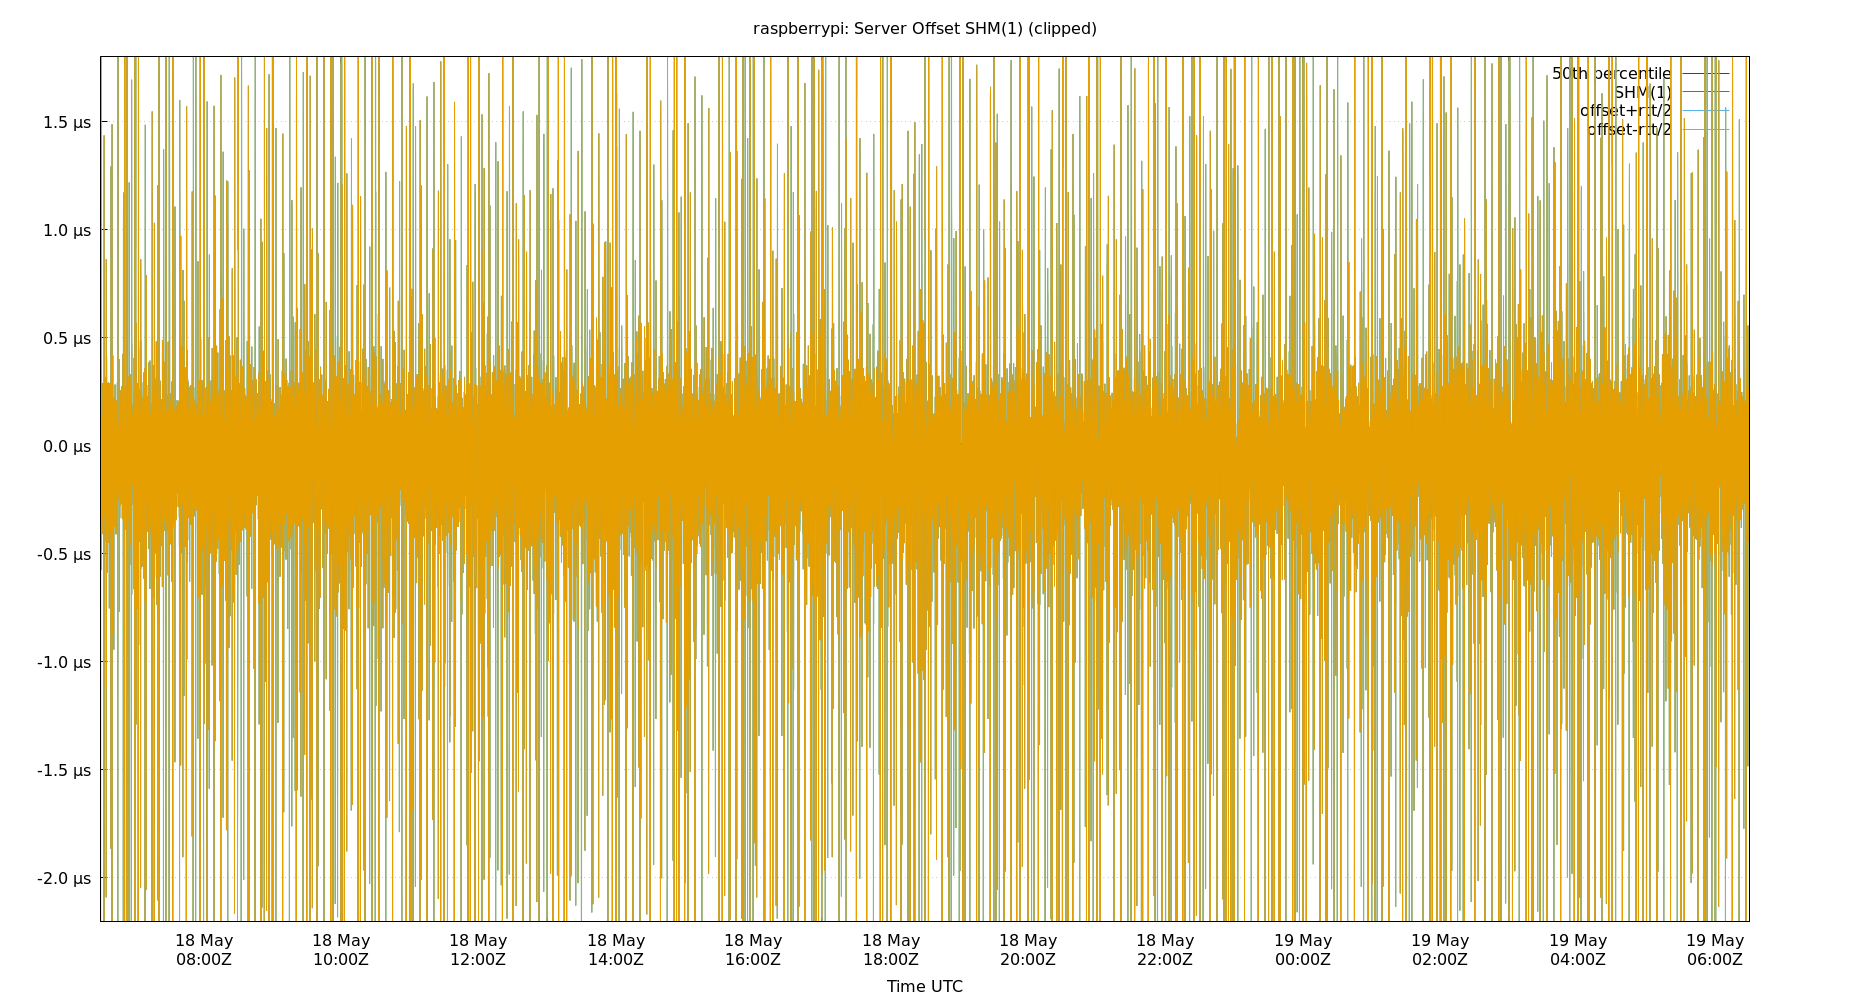 raspberrypi: Server Offset SHM(1) (clipped)
50th percentile
SHM(1)
offset+rtt/2
offset-rtt/2
1.5 µs
1.0 µs
0.5 µs
0.0 µs
-0.5 µs
-1.0 µs
-1.5 µs
-2.0 µs
18 May 18 May 18 May 18 May 18 May 18 May 18 May 18 May 19 May 19 May 19 May 19 May
08:00Z 10:00Z 12:00Z 14:00Z 16:00Z 18:00Z 20:00Z 22:00Z 00:00Z 02:00Z 04:00Z 06:00Z
Time UTC